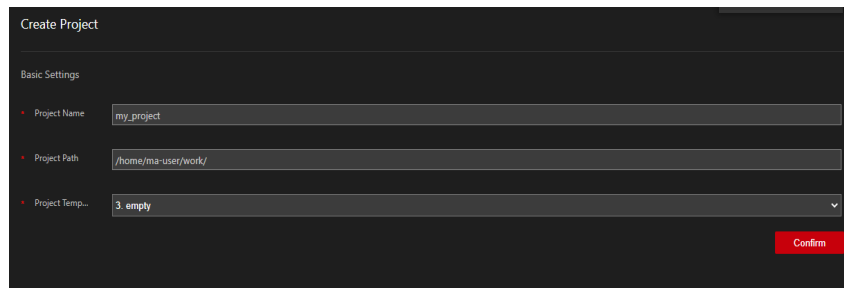 Create Project
Basic Settings
* Project Name my_project
* Project Path /home/ma-user/work/
* Project Temp... 3. empty
Confirm